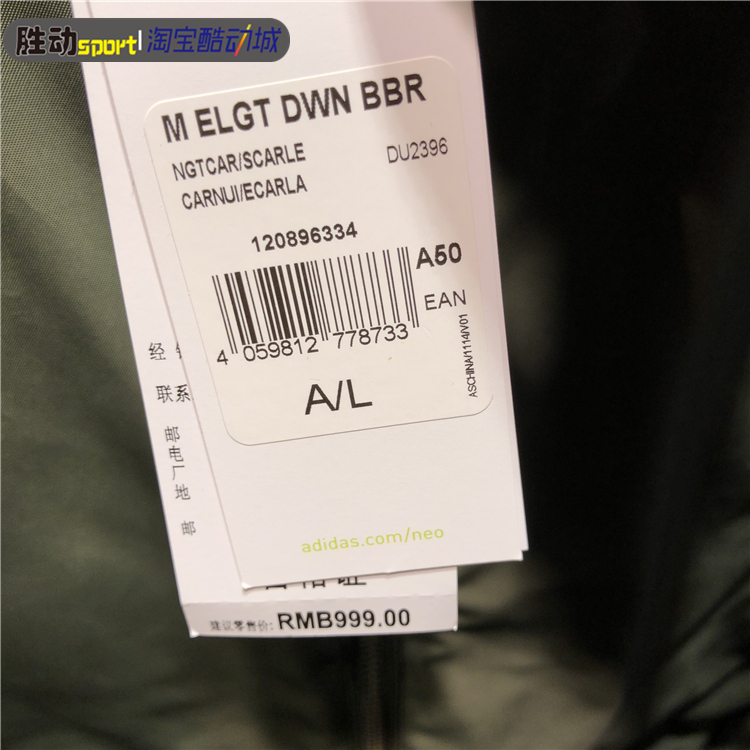 胜动sport|淘宝酷动城
M ELGT DWN BBR
NGTCAR/SCARLE DU2396
CARNUI/ECARLA
120896334
A50
EAN
4 059812 778733
A/L
ASCHINA/1114/V01
经
联系
邮
电
厂
地
邮
adidas.com/neo
建议零售价: RMB999.00